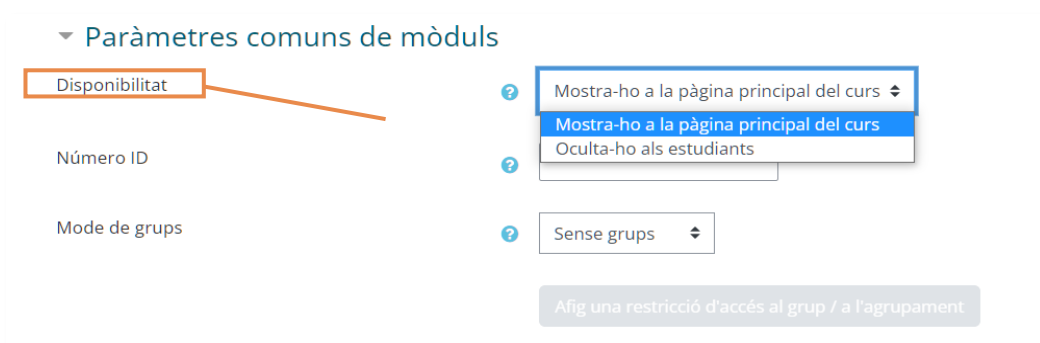 Paràmetres comuns de mòduls
Disponibilitat
Mostra-ho a la pàgina principal del curs
Mostra-ho a la pàgina principal del curs
Oculta-ho als estudiants
Número ID
Mode de grups
Sense grups
Afig una restricció d'accés al grup / a l'agrupament